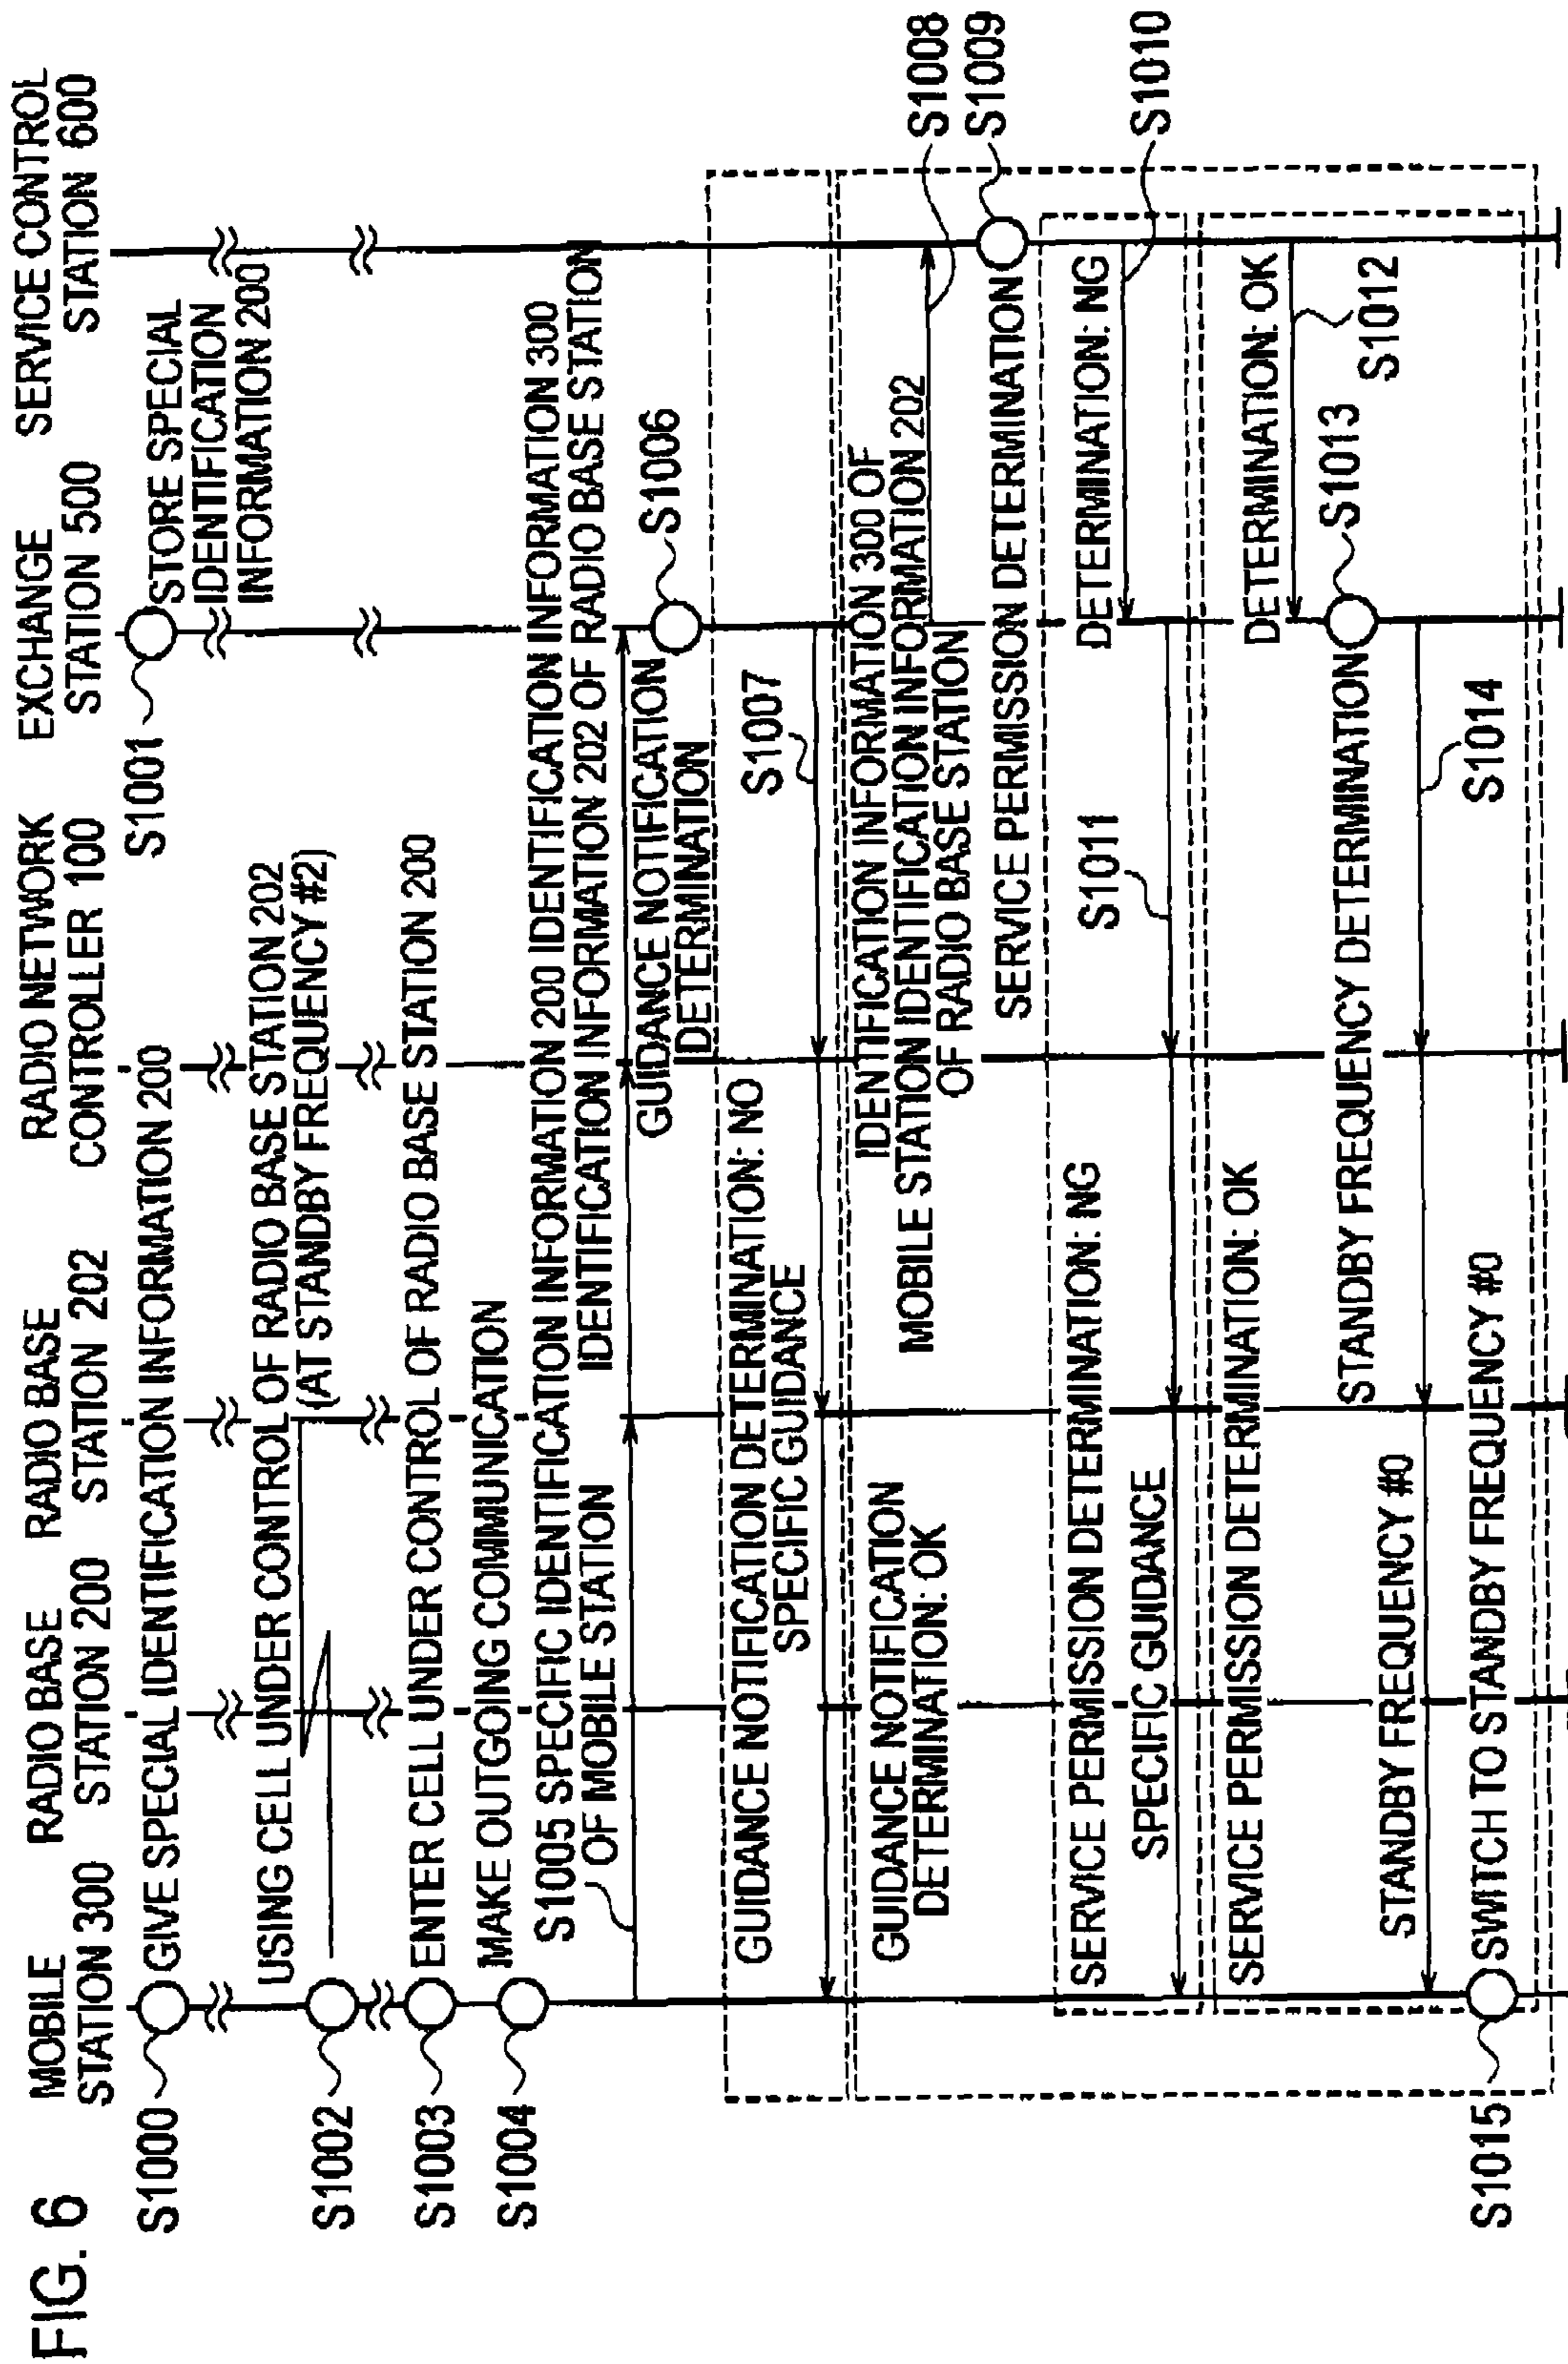 FIG. 6
MOBILE
STATION 300
RADIO BASE
STATION 200
RADIO BASE
STATION 202
RADIO NETWORK
CONTROLLER 100
EXCHANGE
STATION 500
SERVICE CONTROL
STATION 600
S1000
GIVE SPECIAL IDENTIFICATION INFORMATION 200
S1001
STORE SPECIAL
IDENTIFICATION
INFORMATION 200
S1002
USING CELL UNDER CONTROL OF RADIO BASE STATION 202
(AT STANDBY FREQUENCY #2)
S1003
ENTER CELL UNDER CONTROL OF RADIO BASE STATION 200
S1004
MAKE OUTGOING COMMUNICATION
S1005 SPECIFIC IDENTIFICATION INFORMATION 200 IDENTIFICATION INFORMATION 300
OF MOBILE STATION
IDENTIFICATION INFORMATION 202 OF RADIO BASE STATION
GUIDANCE NOTIFICATION
DETERMINATION
S1006
GUIDANCE NOTIFICATION DETERMINATION: NO
SPECIFIC GUIDANCE
S1007
GUIDANCE NOTIFICATION
DETERMINATION: OK
IDENTIFICATION INFORMATION 300 OF
MOBILE STATION IDENTIFICATION INFORMATION 202
OF RADIO BASE STATION
S1008
SERVICE PERMISSION DETERMINATION
S1009
SERVICE PERMISSION DETERMINATION: NG
DETERMINATION: NG
S1010
SPECIFIC GUIDANCE
S1011
SERVICE PERMISSION DETERMINATION: OK
DETERMINATION: OK
S1012
STANDBY FREQUENCY DETERMINATION
S1013
STANDBY FREQUENCY #0
S1014
S1015
SWITCH TO STANDBY FREQUENCY #0